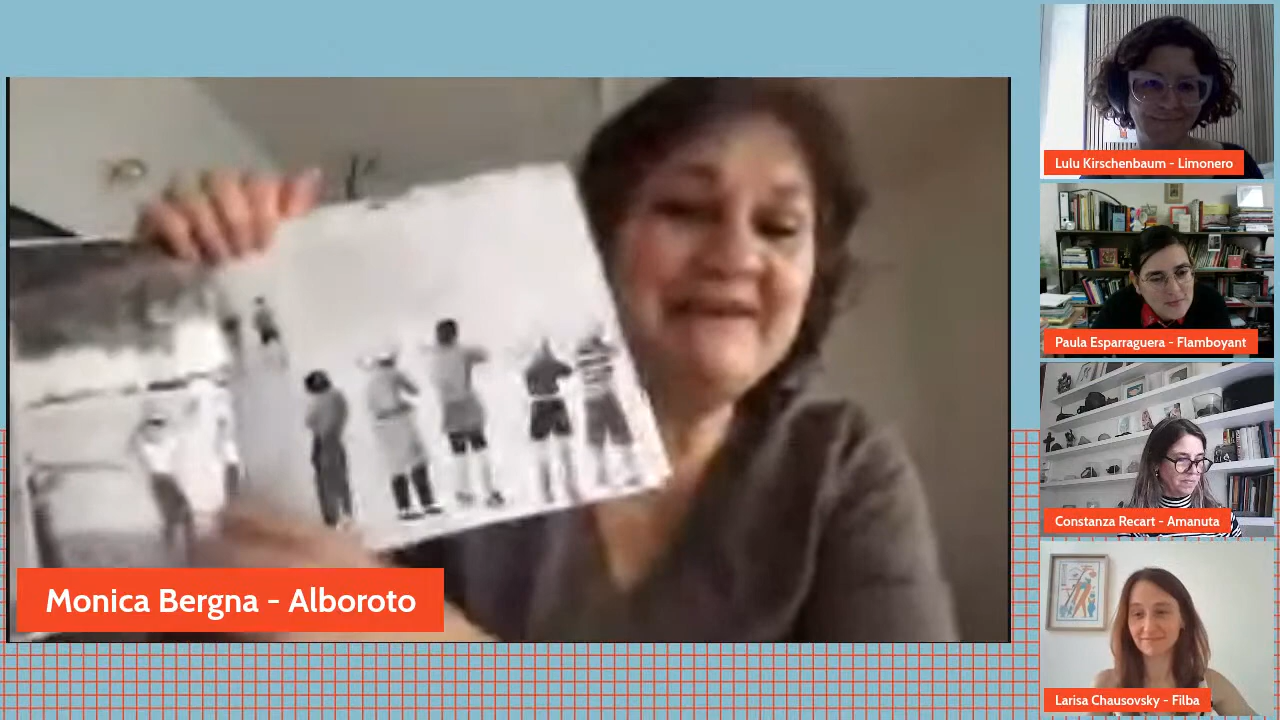 Lulu Kirschenbaum - Limonero
Paula Esparraguera - Flamboyant
Constanza Recart - Amanuta
Monica Bergna - Alboroto
Larisa Chausovsky - Filba